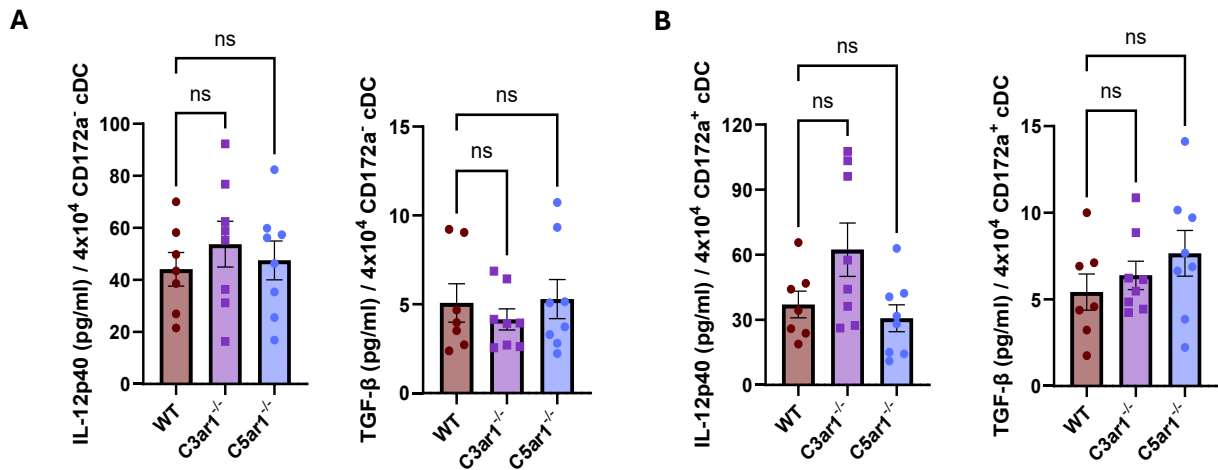 A
IL-12p40 (pg/ml) / 4x10⁴ CD172a⁻ cDC
ns
ns
100
80
60
40
20
0
WT
C3ar1⁻/⁻
C5ar1⁻/⁻
TGF-β (pg/ml) / 4x10⁴ CD172a⁻ cDC
ns
ns
15
10
5
0
WT
C3ar1⁻/⁻
C5ar1⁻/⁻
B
IL-12p40 (pg/ml) / 4x10⁴ CD172a⁺ cDC
ns
ns
120
90
60
30
0
WT
C3ar1⁻/⁻
C5ar1⁻/⁻
TGF-β (pg/ml) / 4x10⁴ CD172a⁺ cDC
ns
ns
15
10
5
0
WT
C3ar1⁻/⁻
C5ar1⁻/⁻